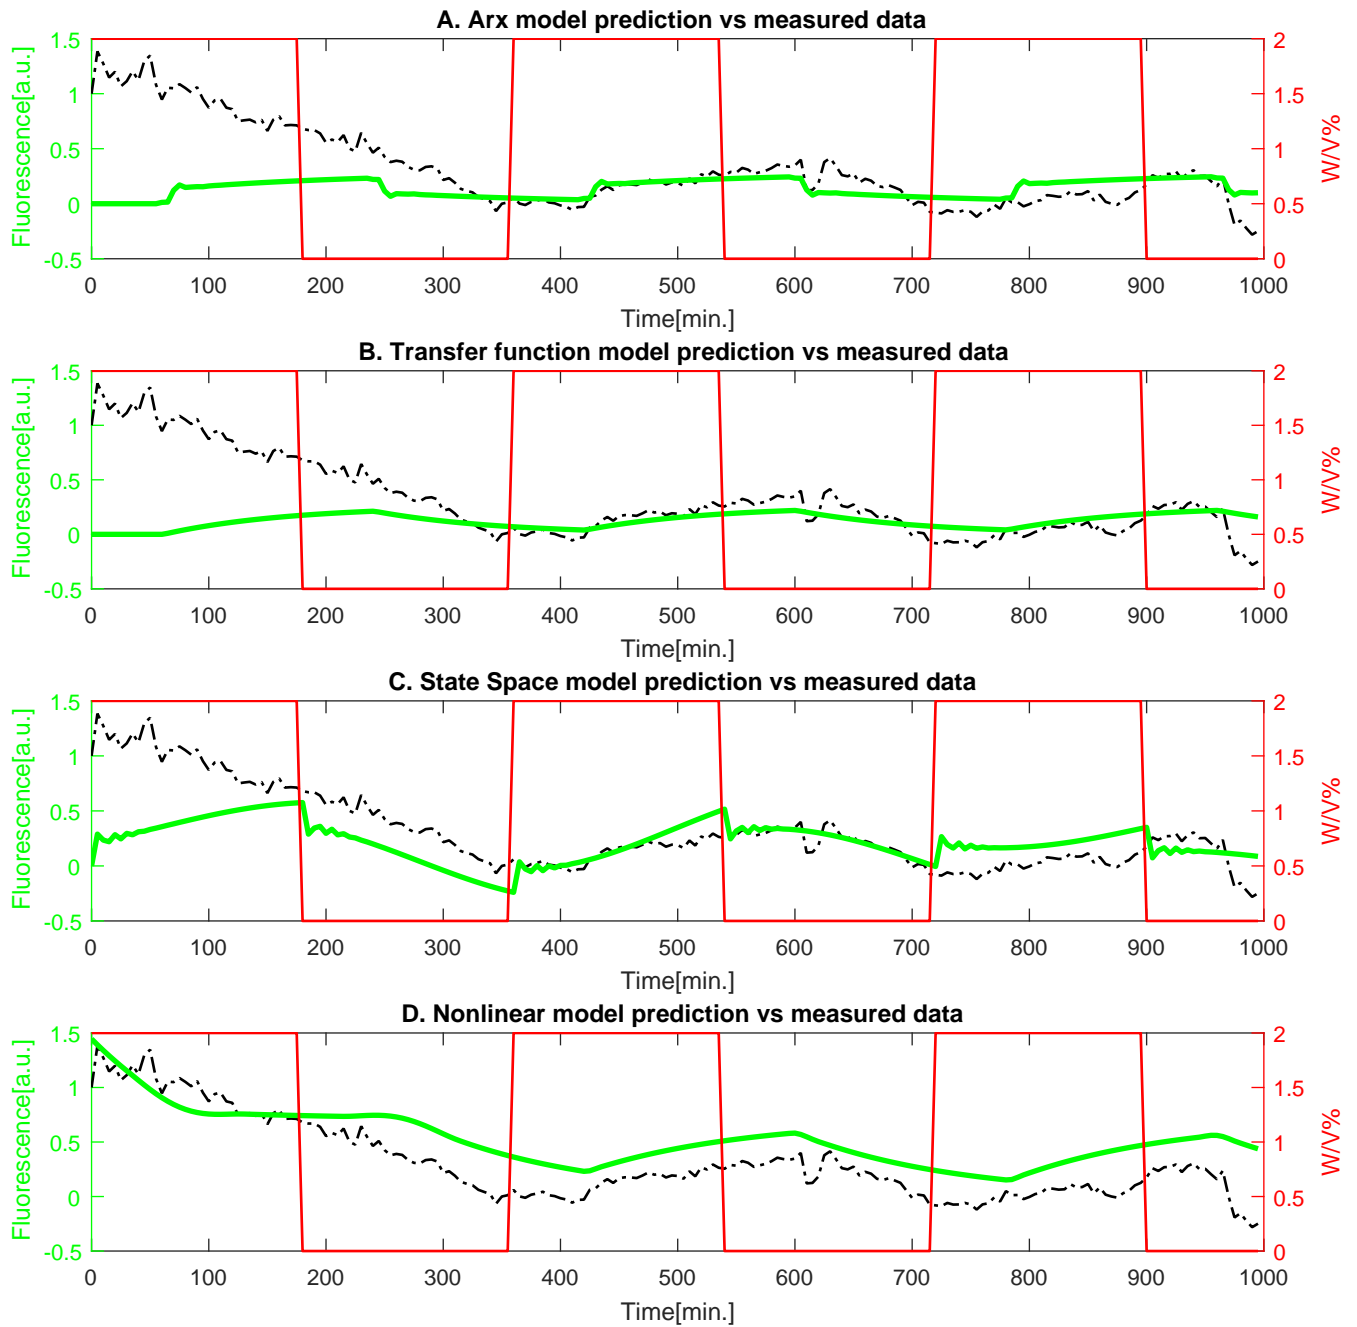 A. Arx model prediction vs measured data
Fluorescence[a.u.]
1.5
1
0.5
0
-0.5
2
1.5
1
0.5
0
W/V%
0 100 200 300 400 500 600 700 800 900 1000
Time[min.]
B. Transfer function model prediction vs measured data
Fluorescence[a.u.]
1.5
1
0.5
0
-0.5
2
1.5
1
0.5
0
W/V%
0 100 200 300 400 500 600 700 800 900 1000
Time[min.]
C. State Space model prediction vs measured data
Fluorescence[a.u.]
1.5
1
0.5
0
-0.5
2
1.5
1
0.5
0
W/V%
0 100 200 300 400 500 600 700 800 900 1000
Time[min.]
D. Nonlinear model prediction vs measured data
Fluorescence[a.u.]
1.5
1
0.5
0
-0.5
2
1.5
1
0.5
0
W/V%
0 100 200 300 400 500 600 700 800 900 1000
Time[min.]